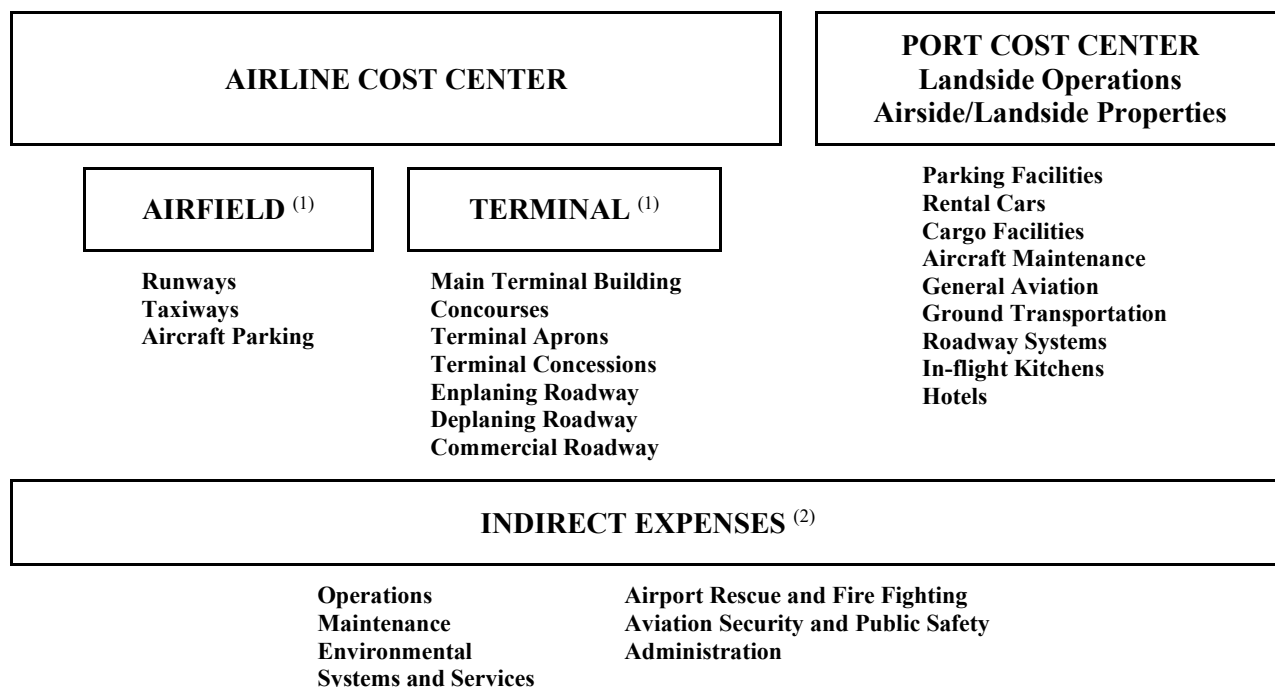 AIRLINE COST CENTER
PORT COST CENTER
Landside Operations
Airside/Landside Properties
AIRFIELD (1)
Runways
Taxiways
Aircraft Parking
TERMINAL (1)
Main Terminal Building
Concourses
Terminal Aprons
Terminal Concessions
Enplaning Roadway
Deplaning Roadway
Commercial Roadway
Parking Facilities
Rental Cars
Cargo Facilities
Aircraft Maintenance
General Aviation
Ground Transportation
Roadway Systems
In-flight Kitchens
Hotels
INDIRECT EXPENSES (2)
Operations
Maintenance
Environmental
Systems and Services
Airport Rescue and Fire Fighting
Aviation Security and Public Safety
Administration